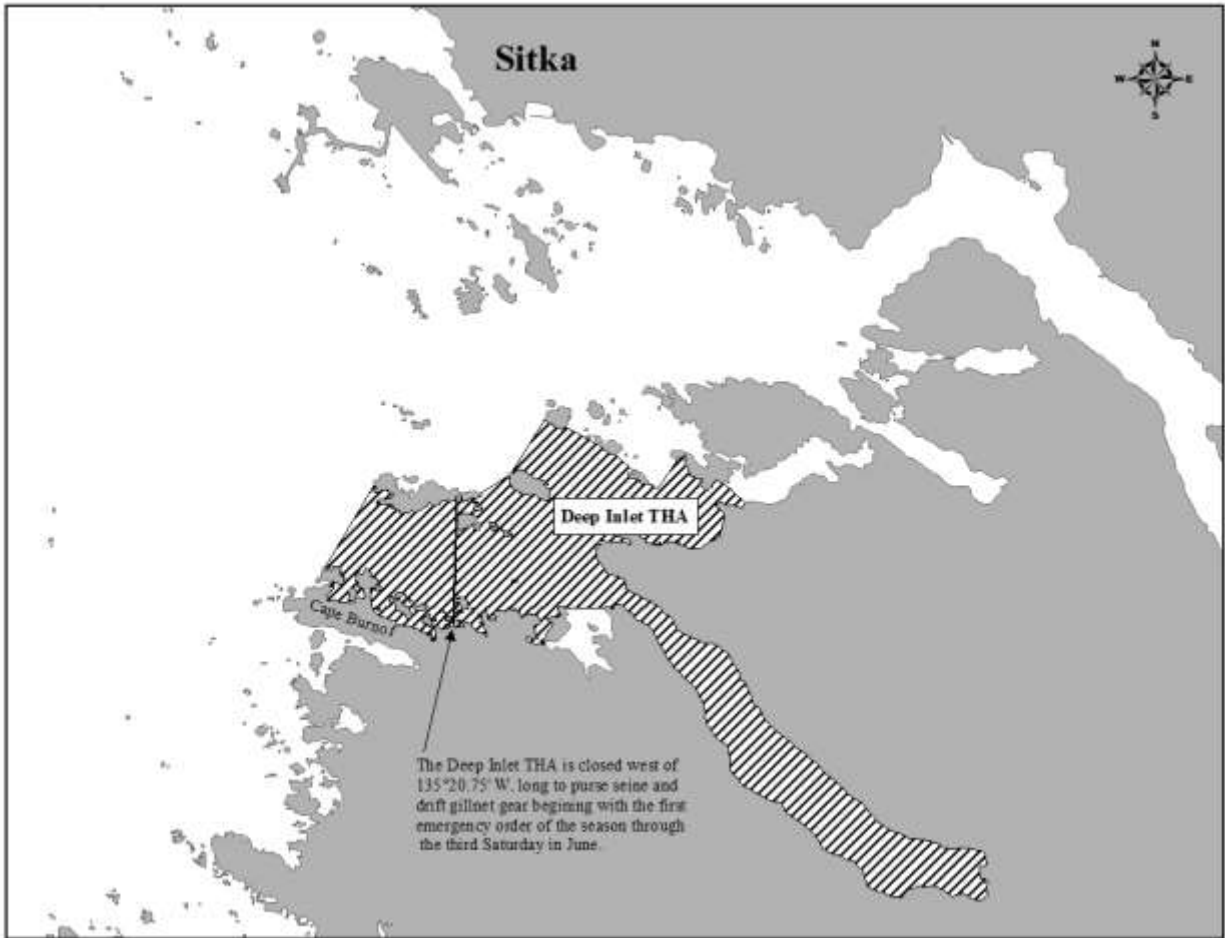 Sitka
N
W E
S
Deep Inlet THA
Cape Burnof
The Deep Inlet THA is closed west of
135°20.75' W. long to purse seine and
drift gillnet gear begining with the first
emergency order of the season through
the third Saturday in June.